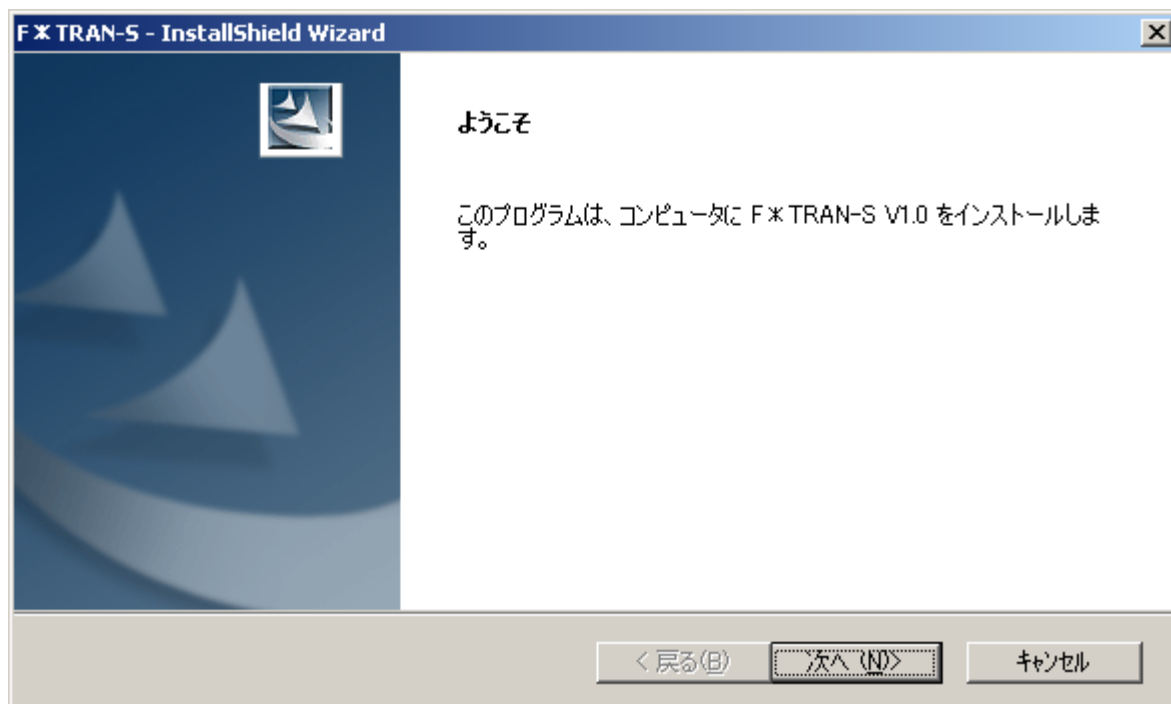 F＊TRAN-S - InstallShield Wizard
ようこそ
このプログラムは、コンピュータに F＊TRAN-S V1.0 をインストールしま
す。
< 戻る(B)
次へ (N)>
キャンセル